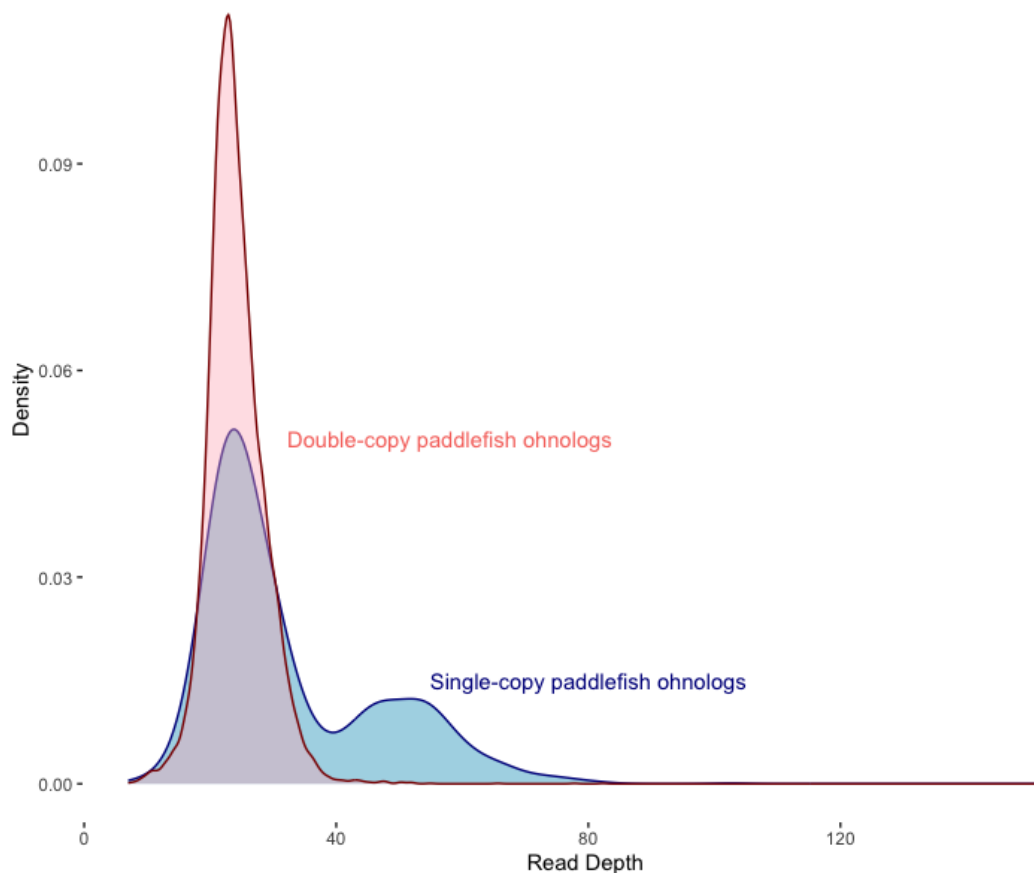 0.09
0.06
Density
Double-copy paddlefish ohnologs
0.03
Single-copy paddlefish ohnologs
0.00
0 40 80 120
Read Depth